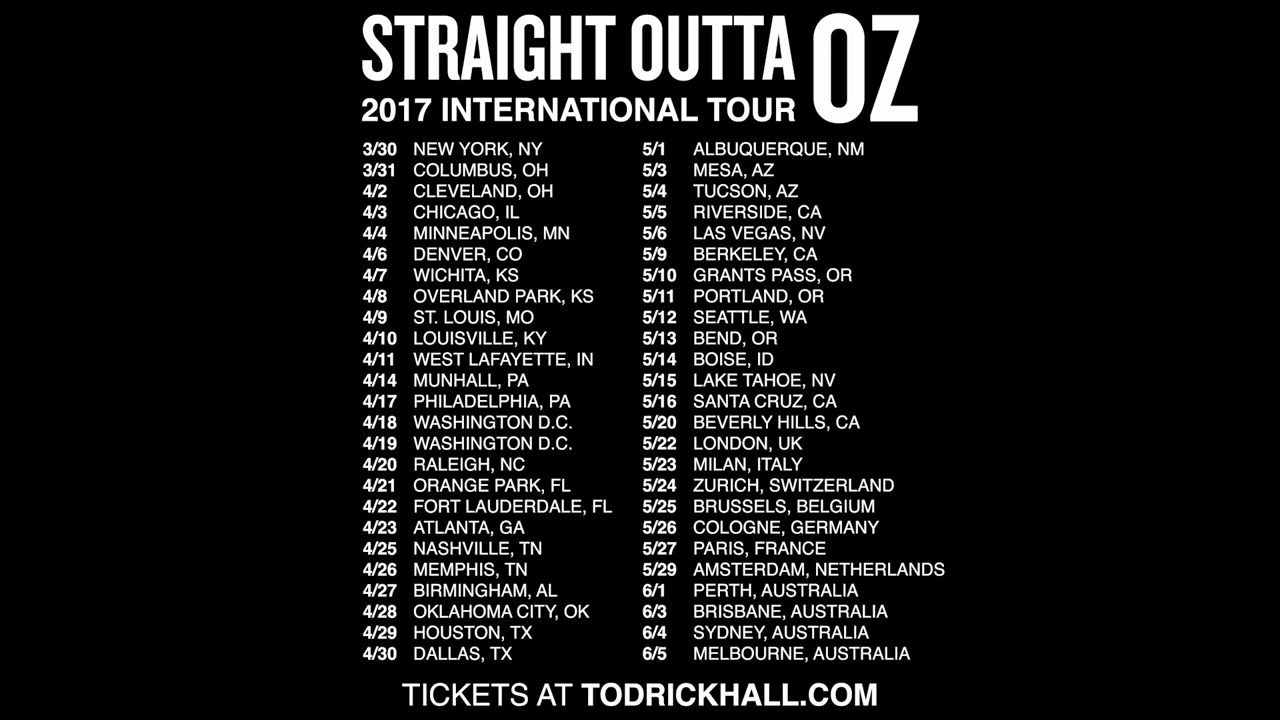 STRAIGHT OUTTA OZ
2017 INTERNATIONAL TOUR
3/30 NEW YORK, NY
3/31 COLUMBUS, OH
4/2 CLEVELAND, OH
4/3 CHICAGO, IL
4/4 MINNEAPOLIS, MN
4/6 DENVER, CO
4/7 WICHITA, KS
4/8 OVERLAND PARK, KS
4/9 ST. LOUIS, MO
4/10 LOUISVILLE, KY
4/11 WEST LAFAYETTE, IN
4/14 MUNHALL, PA
4/17 PHILADELPHIA, PA
4/18 WASHINGTON D.C.
4/19 WASHINGTON D.C.
4/20 RALEIGH, NC
4/21 ORANGE PARK, FL
4/22 FORT LAUDERDALE, FL
4/23 ATLANTA, GA
4/25 NASHVILLE, TN
4/26 MEMPHIS, TN
4/27 BIRMINGHAM, AL
4/28 OKLAHOMA CITY, OK
4/29 HOUSTON, TX
4/30 DALLAS, TX
5/1 ALBUQUERQUE, NM
5/3 MESA, AZ
5/4 TUCSON, AZ
5/5 RIVERSIDE, CA
5/6 LAS VEGAS, NV
5/9 BERKELEY, CA
5/10 GRANTS PASS, OR
5/11 PORTLAND, OR
5/12 SEATTLE, WA
5/13 BEND, OR
5/14 BOISE, ID
5/15 LAKE TAHOE, NV
5/16 SANTA CRUZ, CA
5/20 BEVERLY HILLS, CA
5/22 LONDON, UK
5/23 MILAN, ITALY
5/24 ZURICH, SWITZERLAND
5/25 BRUSSELS, BELGIUM
5/26 COLOGNE, GERMANY
5/27 PARIS, FRANCE
5/29 AMSTERDAM, NETHERLANDS
6/1 PERTH, AUSTRALIA
6/3 BRISBANE, AUSTRALIA
6/4 SYDNEY, AUSTRALIA
6/5 MELBOURNE, AUSTRALIA
TICKETS AT TODRICKHALL.COM